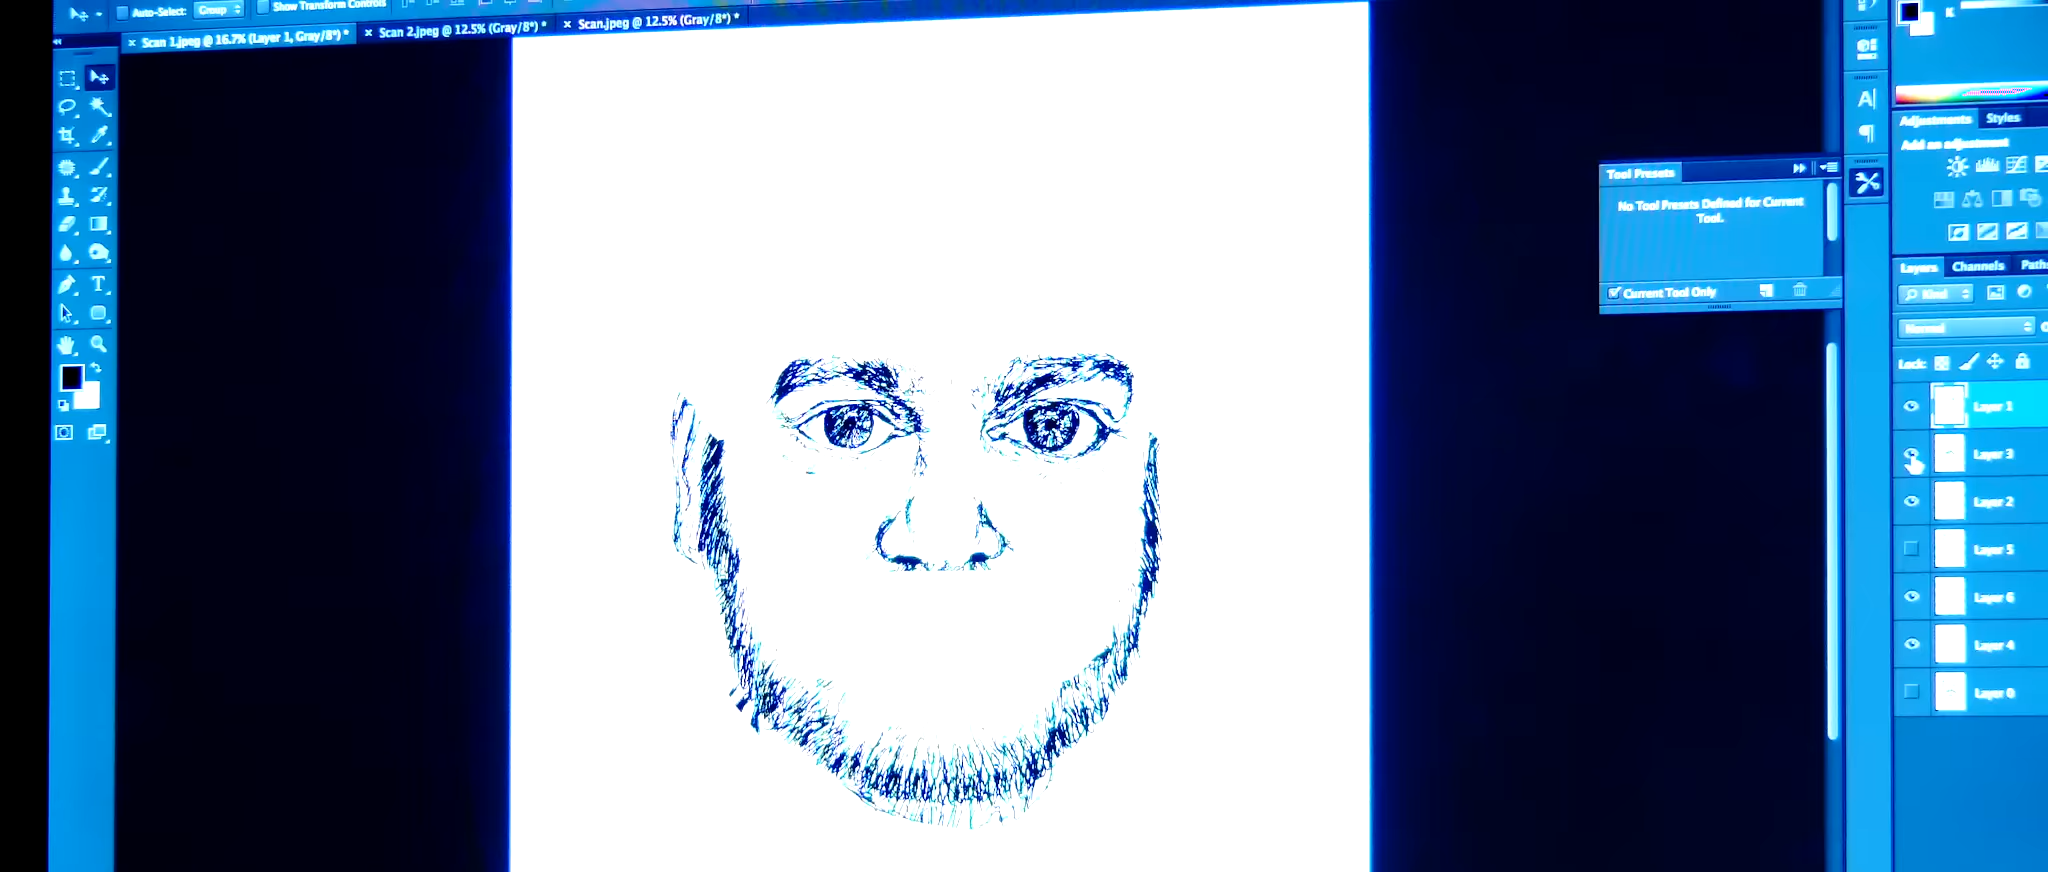 Auto-Select: Group Show Transform Controls
× Scan 1.jpeg @ 16.7% (Layer 1, Gray/8*) * × Scan 2.jpeg @ 12.5% (Gray/8*) * × Scan.jpeg @ 12.5% (Gray/8*) *
K
A|
¶
T
Adjustments Styles
Add an adjustment
Tool Presets
No Tool Presets Defined for Current
Tool.
Current Tool Only
Layers Channels Paths
Kind
Normal
Lock:
Layer 1
Layer 3
Layer 2
Layer 5
Layer 6
Layer 4
Layer 0